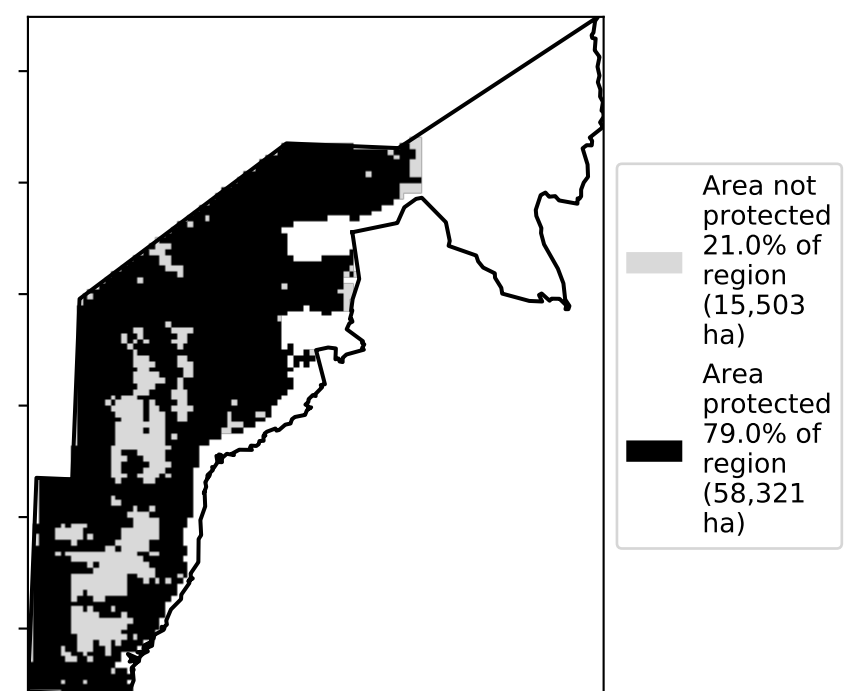 Area not
protected
21.0% of
region
(15,503
ha)
Area
protected
79.0% of
region
(58,321
ha)